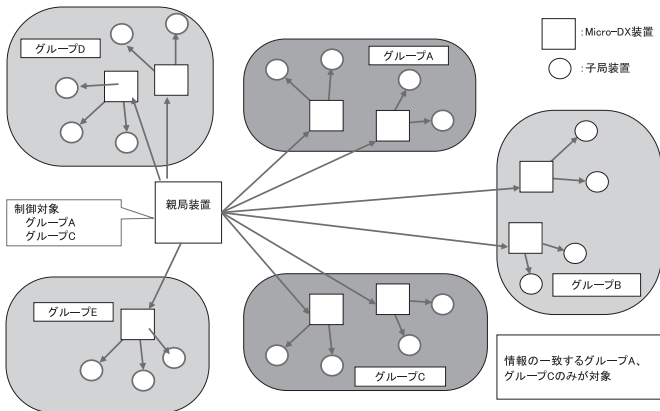 グループD
グループA
:Micro-DX装置
:子局装置
親局装置
制御対象
グループA
グループC
グループB
グループE
グループC
情報の一致するグループA、
グループCのみが対象